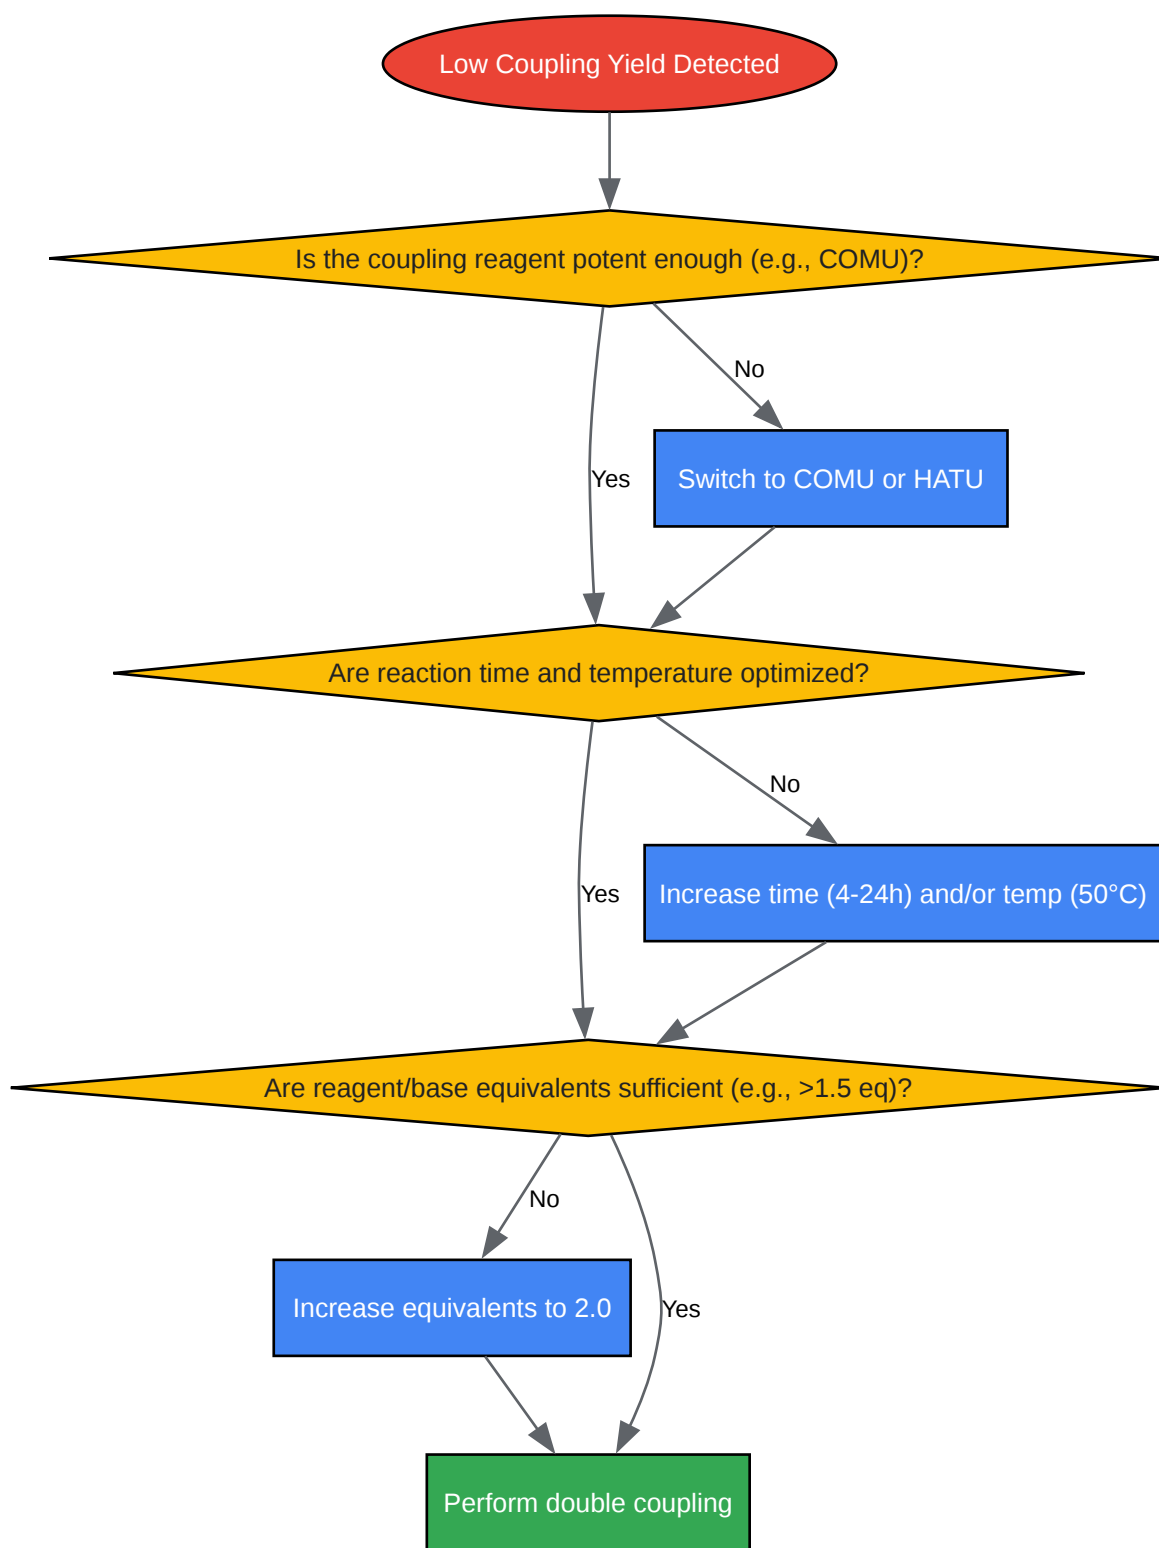 Low Coupling Yield Detected
Is the coupling reagent potent enough (e.g., COMU)?
No
Yes
Switch to COMU or HATU
Are reaction time and temperature optimized?
No
Yes
Increase time (4-24h) and/or temp (50°C)
Are reagent/base equivalents sufficient (e.g., >1.5 eq)?
No
Increase equivalents to 2.0
Yes
Perform double coupling